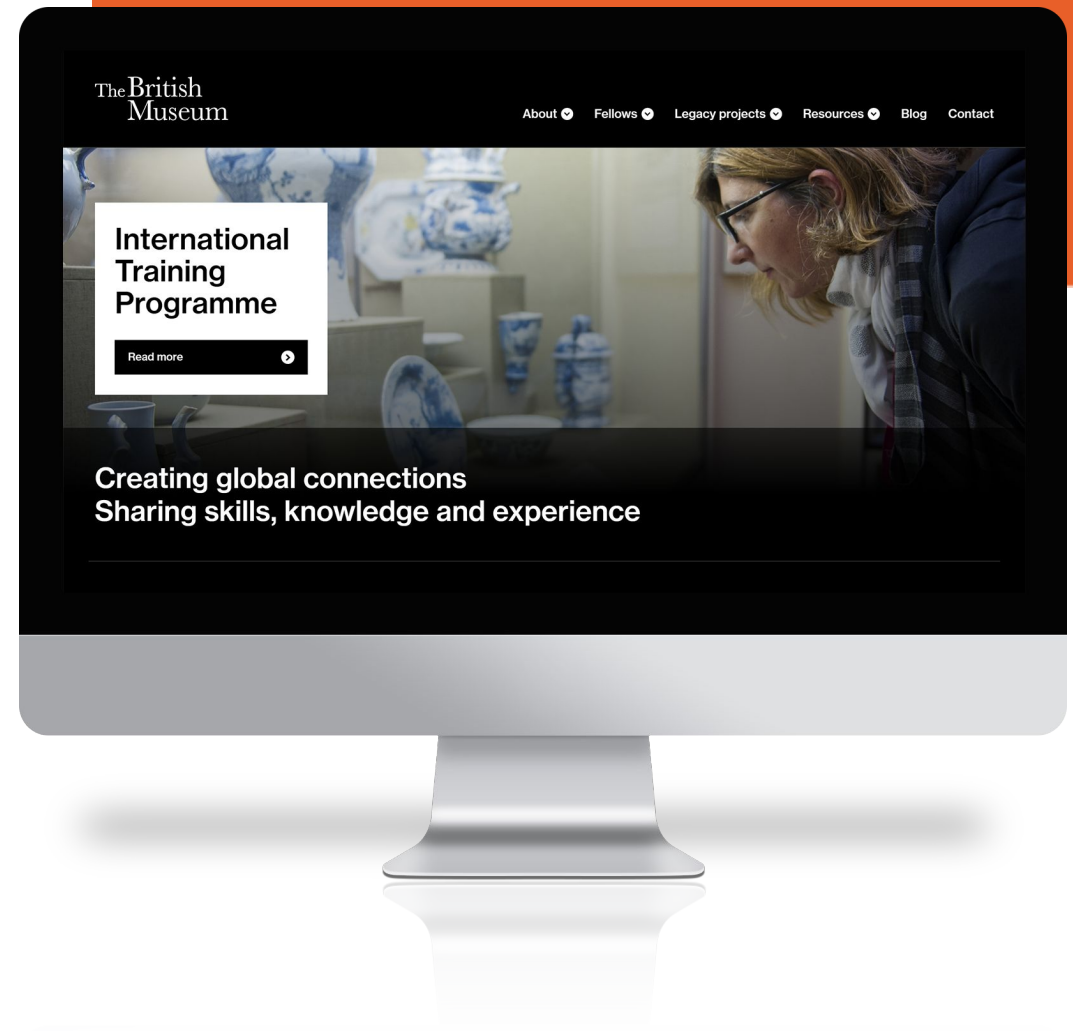 The British
Museum
About
Fellows
Legacy projects
Resources
Blog
Contact
International
Training
Programme
Read more
Creating global connections
Sharing skills, knowledge and experience